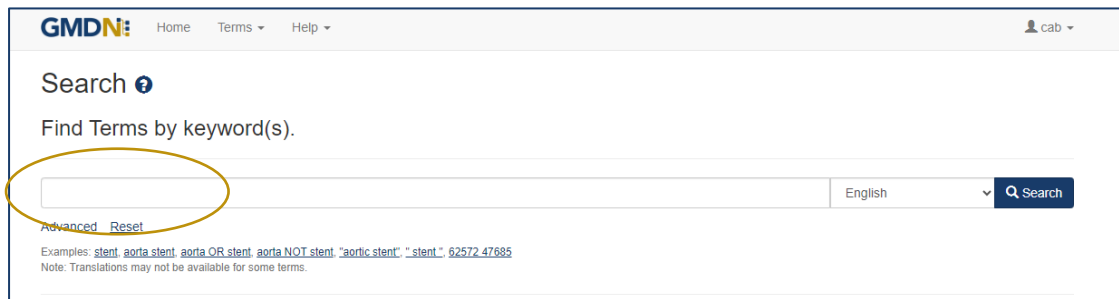 GMDN Home Terms Help cab
Search ?
Find Terms by keyword(s).
English Search
Advanced Reset
Examples: stent, aorta stent, aorta OR stent, aorta NOT stent, "aortic stent", " stent ", 62572 47685
Note: Translations may not be available for some terms.